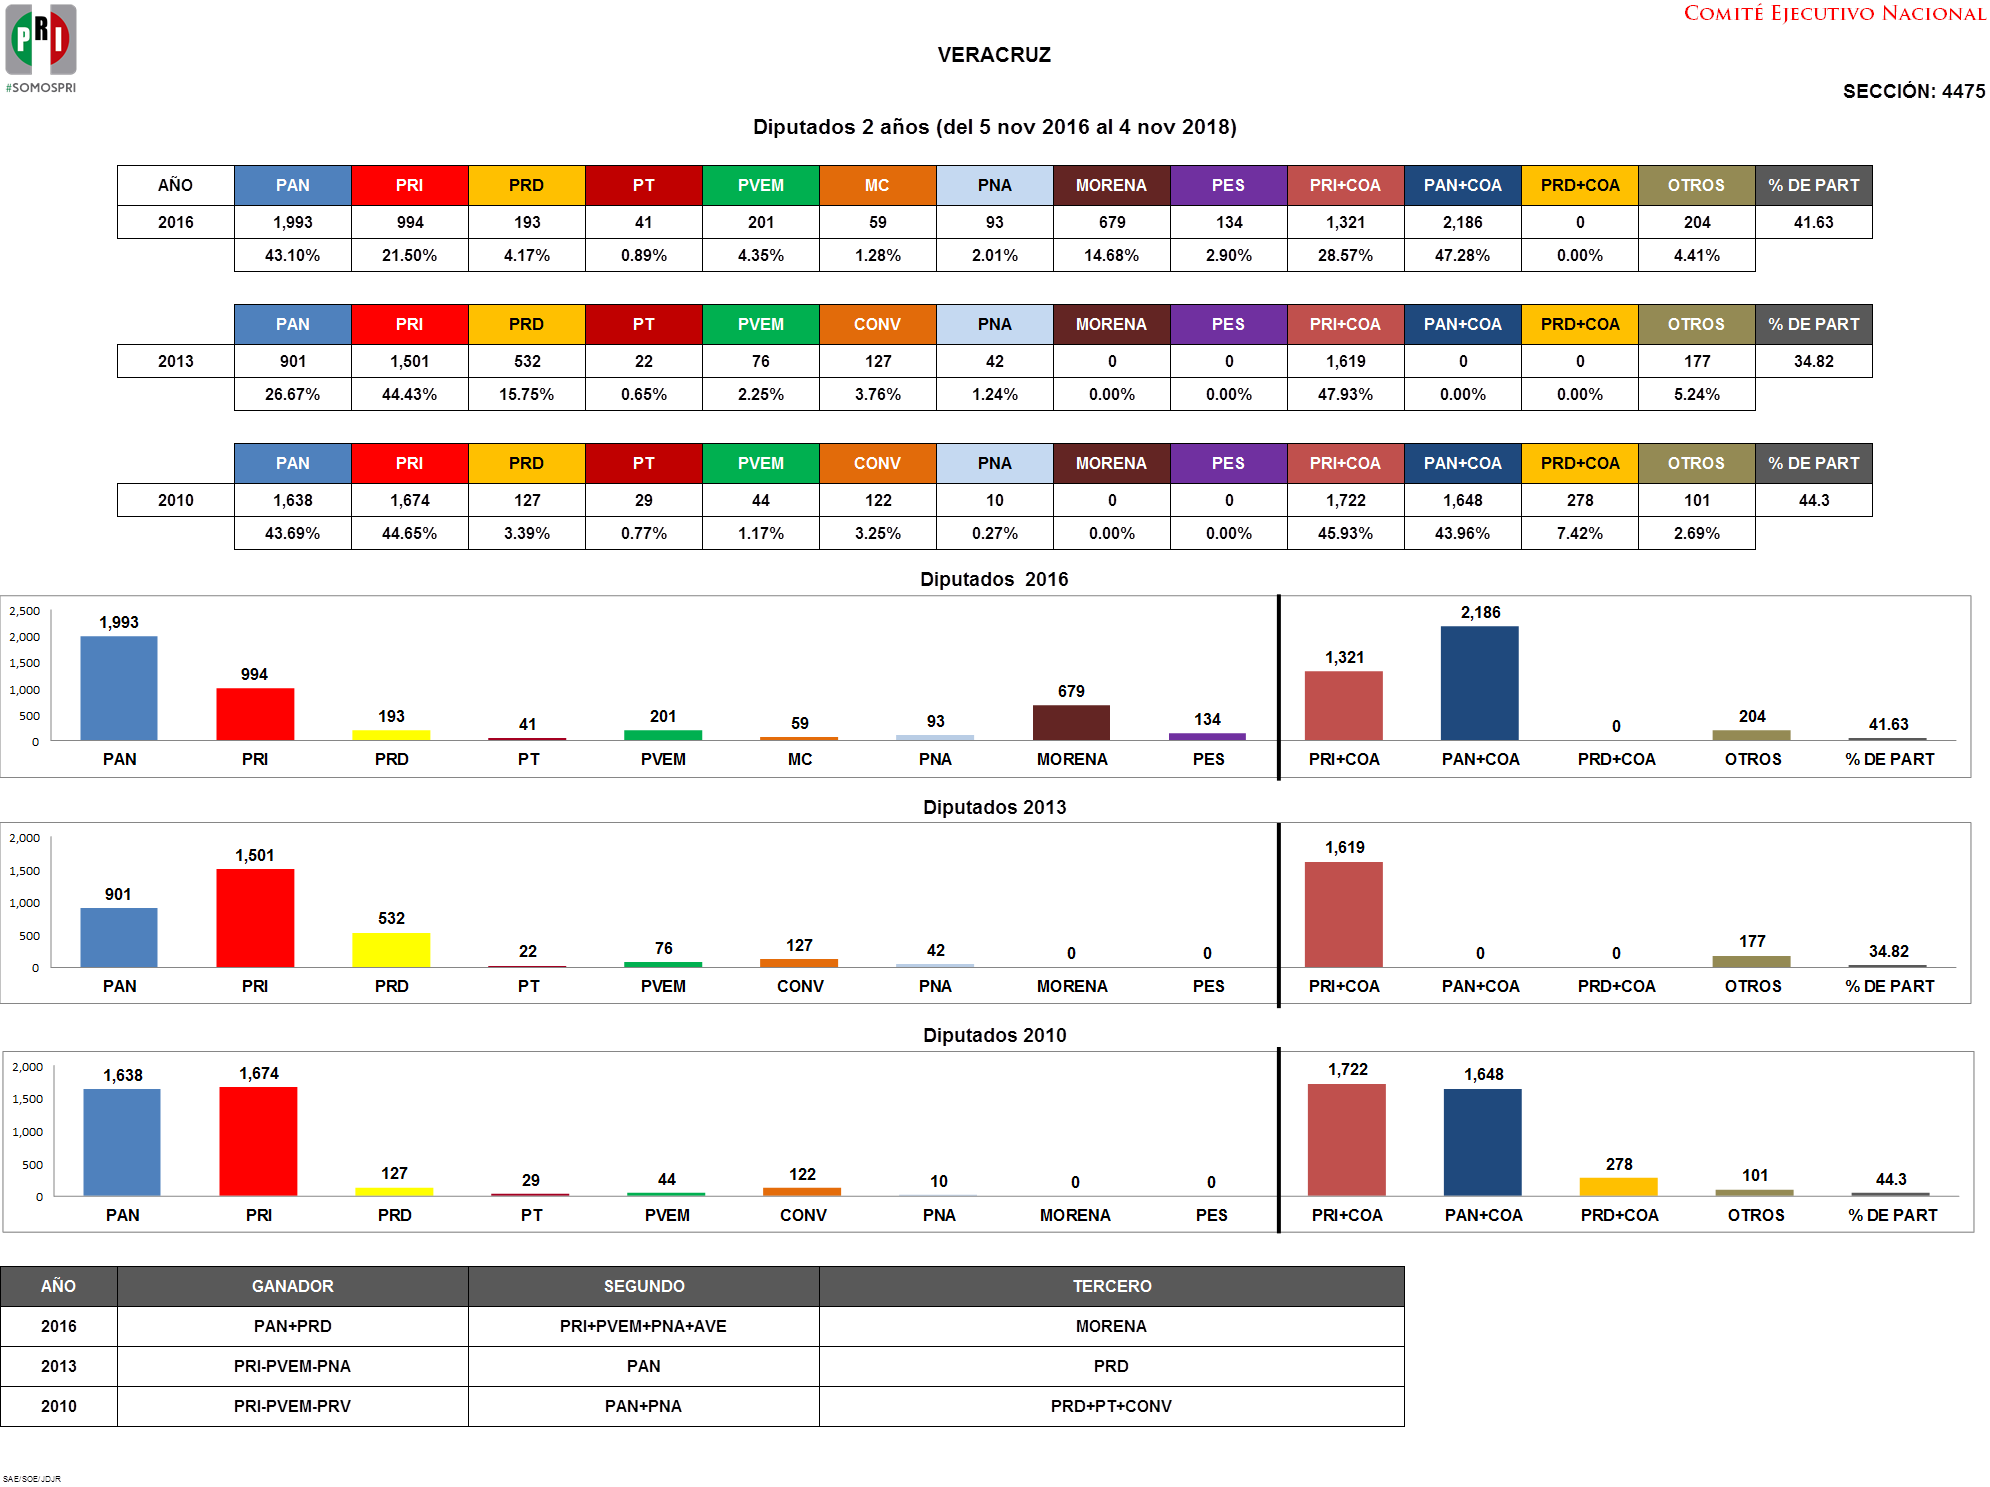 COMITÉ EJECUTIVO NACIONAL
PRI
#SOMOSPRI
VERACRUZ
SECCIÓN: 4475
Diputados 2 años (del 5 nov 2016 al 4 nov 2018)
AÑO PAN PRI PRD PT PVEM MC PNA MORENA PES PRI+COA PAN+COA PRD+COA OTROS % DE PART
2016 1,993 994 193 41 201 59 93 679 134 1,321 2,186 0 204 41.63
43.10% 21.50% 4.17% 0.89% 4.35% 1.28% 2.01% 14.68% 2.90% 28.57% 47.28% 0.00% 4.41%
PAN PRI PRD PT PVEM CONV PNA MORENA PES PRI+COA PAN+COA PRD+COA OTROS % DE PART
2013 901 1,501 532 22 76 127 42 0 0 1,619 0 0 177 34.82
26.67% 44.43% 15.75% 0.65% 2.25% 3.76% 1.24% 0.00% 0.00% 47.93% 0.00% 0.00% 5.24%
PAN PRI PRD PT PVEM CONV PNA MORENA PES PRI+COA PAN+COA PRD+COA OTROS % DE PART
2010 1,638 1,674 127 29 44 122 10 0 0 1,722 1,648 278 101 44.3
43.69% 44.65% 3.39% 0.77% 1.17% 3.25% 0.27% 0.00% 0.00% 45.93% 43.96% 7.42% 2.69%
Diputados 2016
2,500
2,000
1,500
1,000
500
0
1,993 994 193 41 201 59 93 679 134 1,321 2,186 0 204 41.63
PAN PRI PRD PT PVEM MC PNA MORENA PES PRI+COA PAN+COA PRD+COA OTROS % DE PART
Diputados 2013
2,000
1,500
1,000
500
0
901 1,501 532 22 76 127 42 0 0 1,619 0 0 177 34.82
PAN PRI PRD PT PVEM CONV PNA MORENA PES PRI+COA PAN+COA PRD+COA OTROS % DE PART
Diputados 2010
2,000
1,500
1,000
500
0
1,638 1,674 127 29 44 122 10 0 0 1,722 1,648 278 101 44.3
PAN PRI PRD PT PVEM CONV PNA MORENA PES PRI+COA PAN+COA PRD+COA OTROS % DE PART
AÑO GANADOR SEGUNDO TERCERO
2016 PAN+PRD PRI+PVEM+PNA+AVE MORENA
2013 PRI-PVEM-PNA PAN PRD
2010 PRI-PVEM-PRV PAN+PNA PRD+PT+CONV
SAE/SOE/JDJR